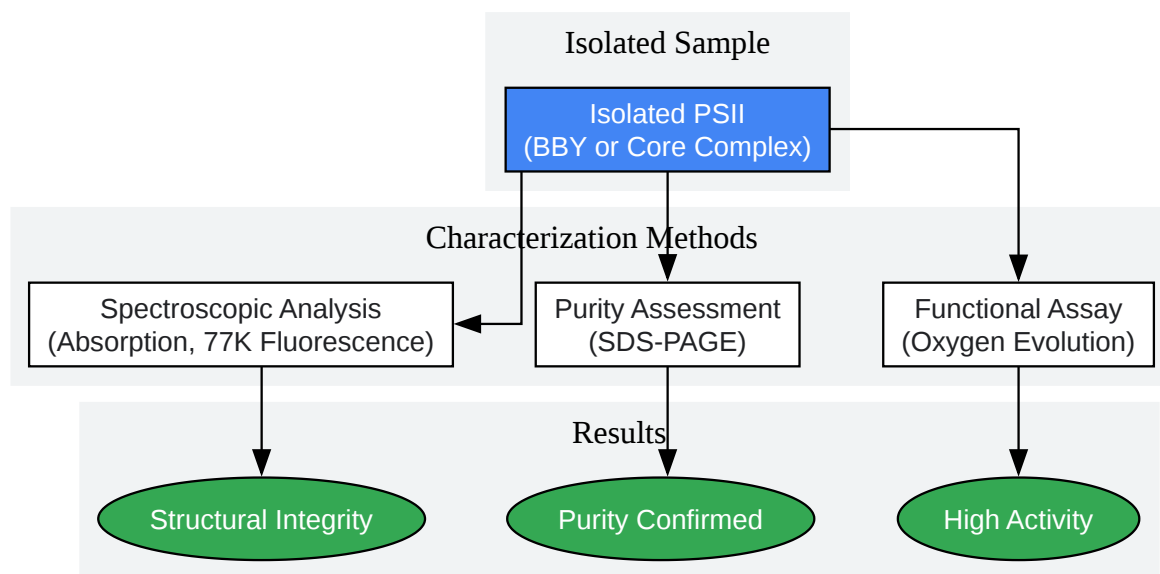 Isolated Sample
Isolated PSII
(BBY or Core Complex)
Characterization Methods
Spectroscopic Analysis
(Absorption, 77K Fluorescence)
Purity Assessment
(SDS-PAGE)
Functional Assay
(Oxygen Evolution)
Results
Structural Integrity
Purity Confirmed
High Activity